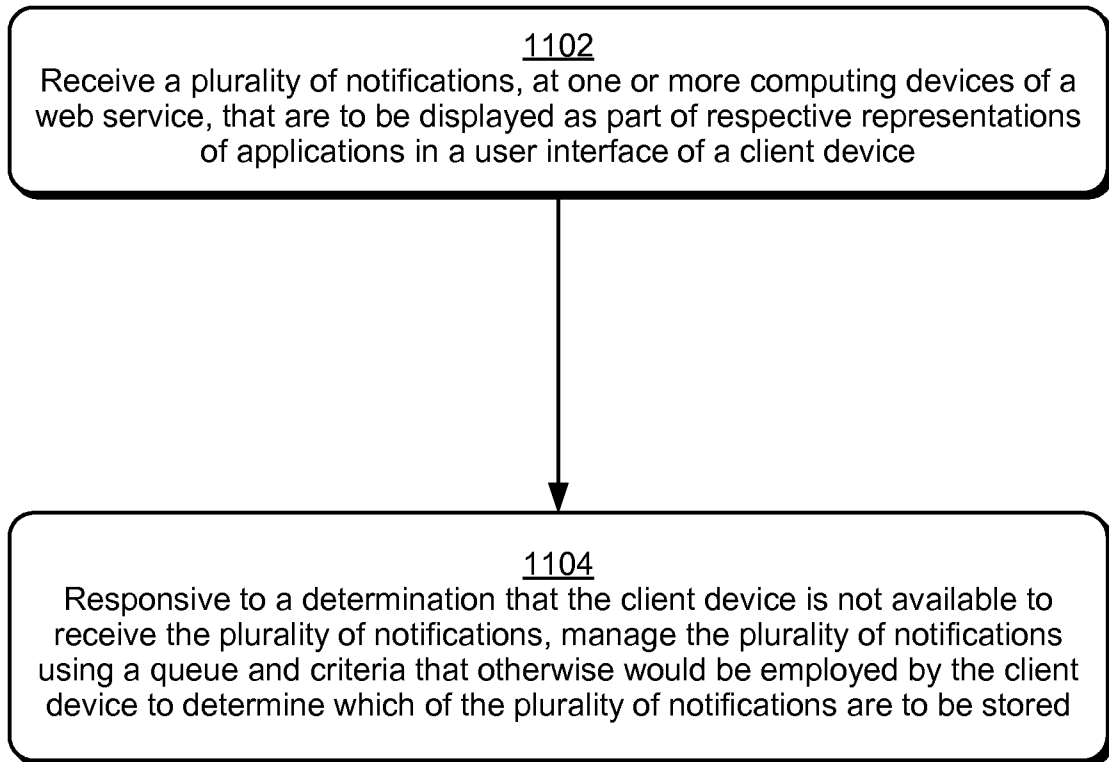 1102
Receive a plurality of notifications, at one or more computing devices of a
web service, that are to be displayed as part of respective representations
of applications in a user interface of a client device
1104
Responsive to a determination that the client device is not available to
receive the plurality of notifications, manage the plurality of notifications
using a queue and criteria that otherwise would be employed by the client
device to determine which of the plurality of notifications are to be stored